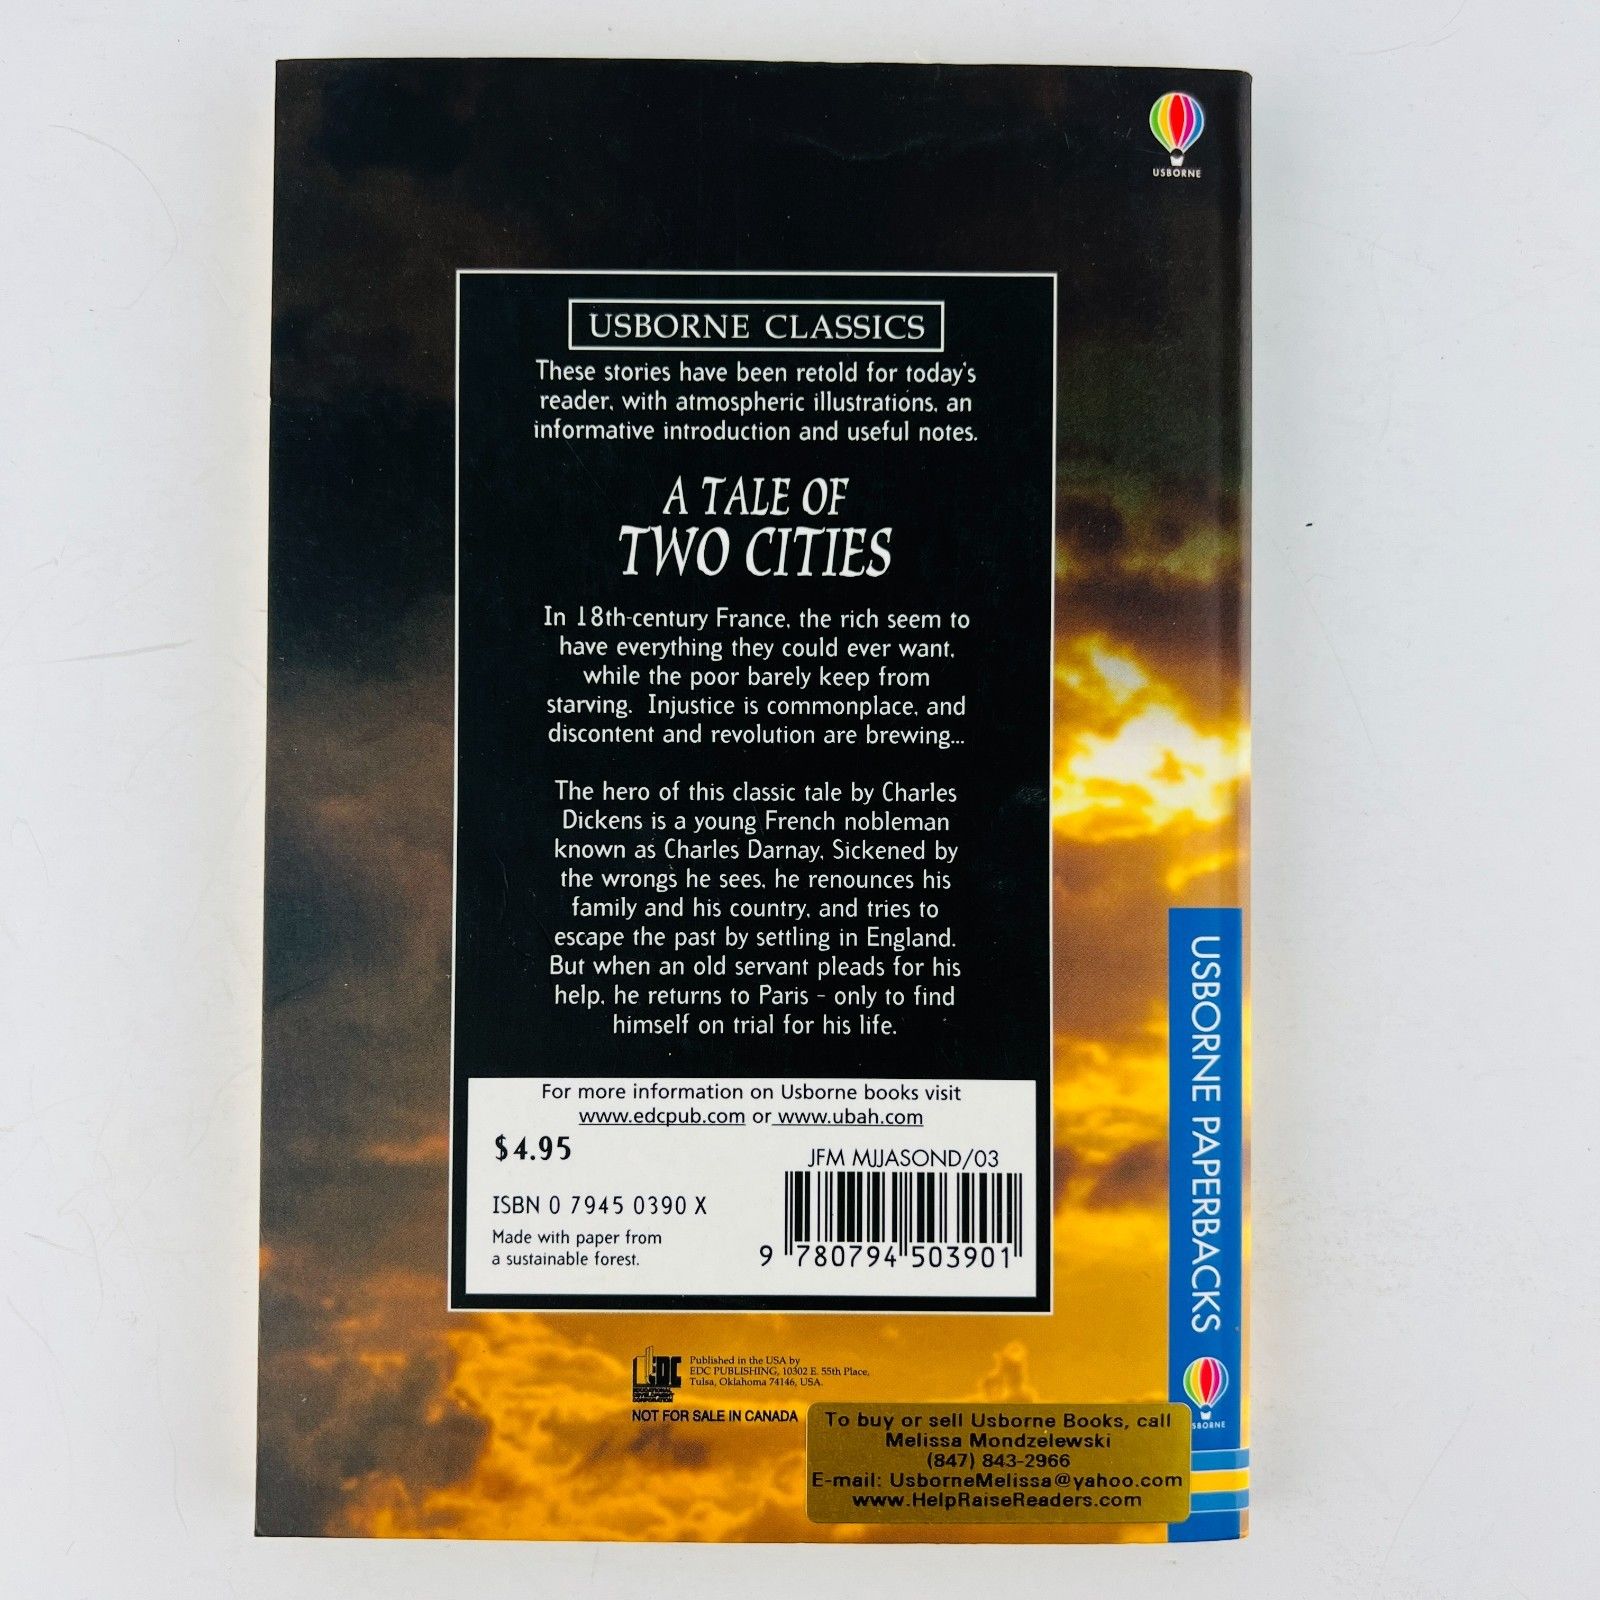 USBORNE
USBORNE CLASSICS
These stories have been retold for today's
reader, with atmospheric illustrations, an
informative introduction and useful notes.
A TALE OF
TWO CITIES
In 18th-century France, the rich seem to
have everything they could ever want,
while the poor barely keep from
starving. Injustice is commonplace, and
discontent and revolution are brewing...
The hero of this classic tale by Charles
Dickens is a young French nobleman
known as Charles Darnay. Sickened by
the wrongs he sees, he renounces his
family and his country, and tries to
escape the past by settling in England.
But when an old servant pleads for his
help, he returns to Paris - only to find
himself on trial for his life.
For more information on Usborne books visit
www.edcpub.com or www.ubah.com
$4.95
JFM MJJASOND/03
ISBN 0 7945 0390 X
Made with paper from
a sustainable forest.
9 780794 503901
EDC
EDUCATIONAL
DEVELOPMENT
CORPORATION
Published in the USA by
EDC PUBLISHING, 10302 E. 55th Place,
Tulsa, Oklahoma 74146, USA.
NOT FOR SALE IN CANADA
To buy or sell Usborne Books, call
Melissa Mondzelewski
(847) 843-2966
E-mail: UsborneMelissa@yahoo.com
www.HelpRaiseReaders.com
USBORNE PAPERBACKS
SBORNE